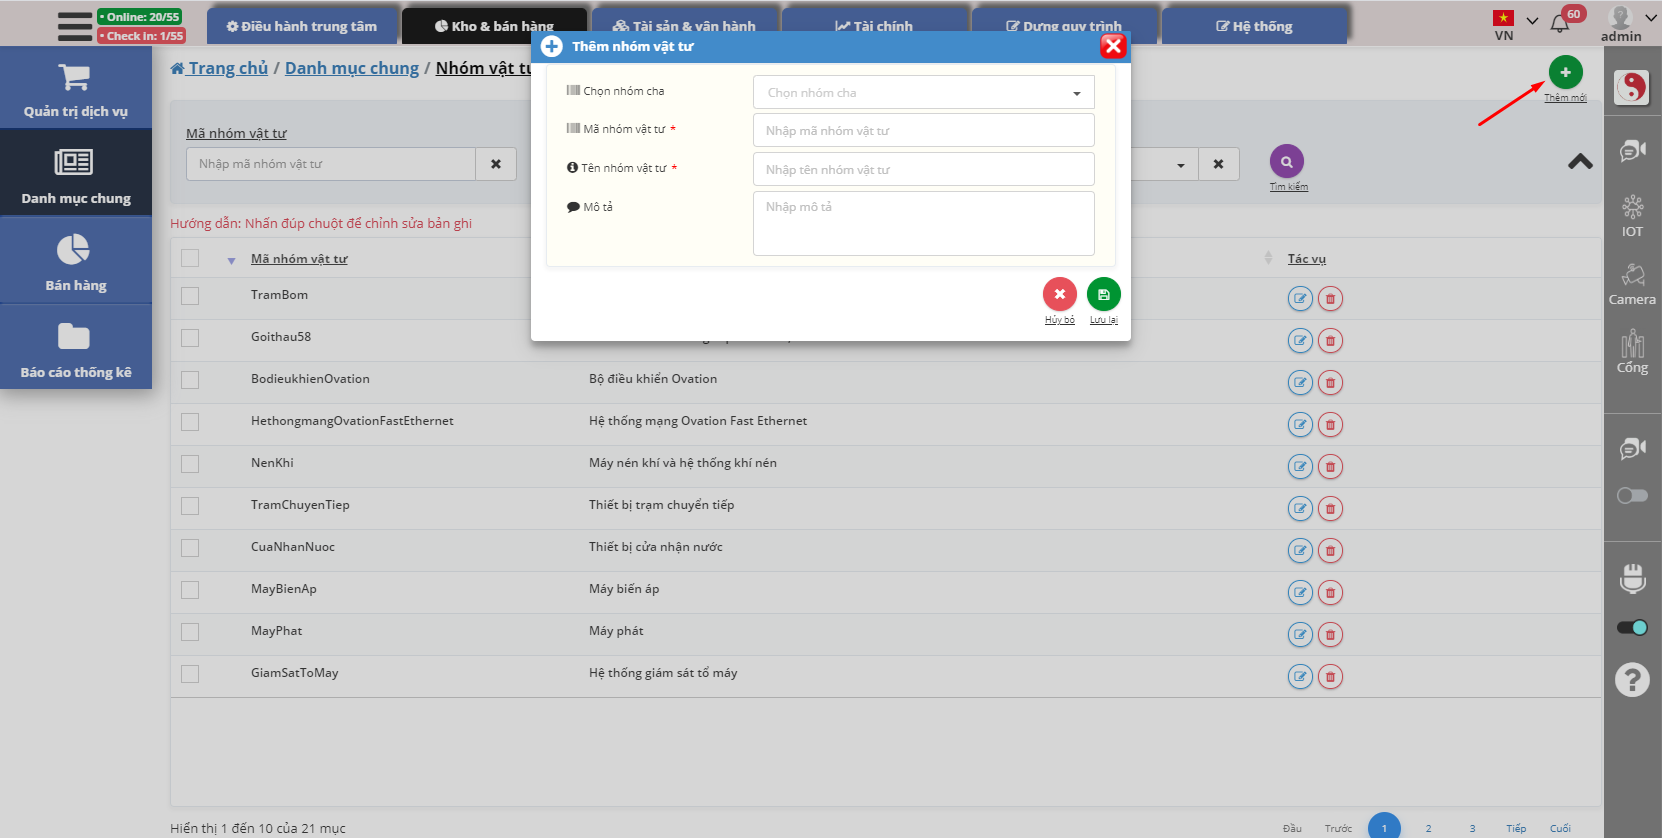 • Online: 20/55
• Check in: 1/55
Điều hành trung tâm
Kho & bán hàng
Tài sản & vận hành
Tài chính
Dựng quy trình
Hệ thống
VN
60
admin
Quản trị dịch vụ
Danh mục chung
Bán hàng
Báo cáo thống kê
Trang chủ / Danh mục chung / Nhóm vật tư
Thêm mới
Mã nhóm vật tư
Nhập mã nhóm vật tư
Tìm kiếm
Hướng dẫn: Nhấn đúp chuột để chỉnh sửa bản ghi
Thêm nhóm vật tư
Chọn nhóm cha
Chọn nhóm cha
Mã nhóm vật tư *
Nhập mã nhóm vật tư
Tên nhóm vật tư *
Nhập tên nhóm vật tư
Mô tả
Nhập mô tả
Hủy bỏ
Lưu lại
Mã nhóm vật tư
Tác vụ
TramBom
Goithau58
BodieukhienOvation Bộ điều khiển Ovation
HethongmangOvationFastEthernet Hệ thống mạng Ovation Fast Ethernet
NenKhi Máy nén khí và hệ thống khí nén
TramChuyenTiep Thiết bị trạm chuyển tiếp
CuaNhanNuoc Thiết bị cửa nhận nước
MayBienAp Máy biến áp
MayPhat Máy phát
GiamSatToMay Hệ thống giám sát tổ máy
Hiển thị 1 đến 10 của 21 mục
Đầu Trước 1 2 3 Tiếp Cuối
IOT
Camera
Cổng